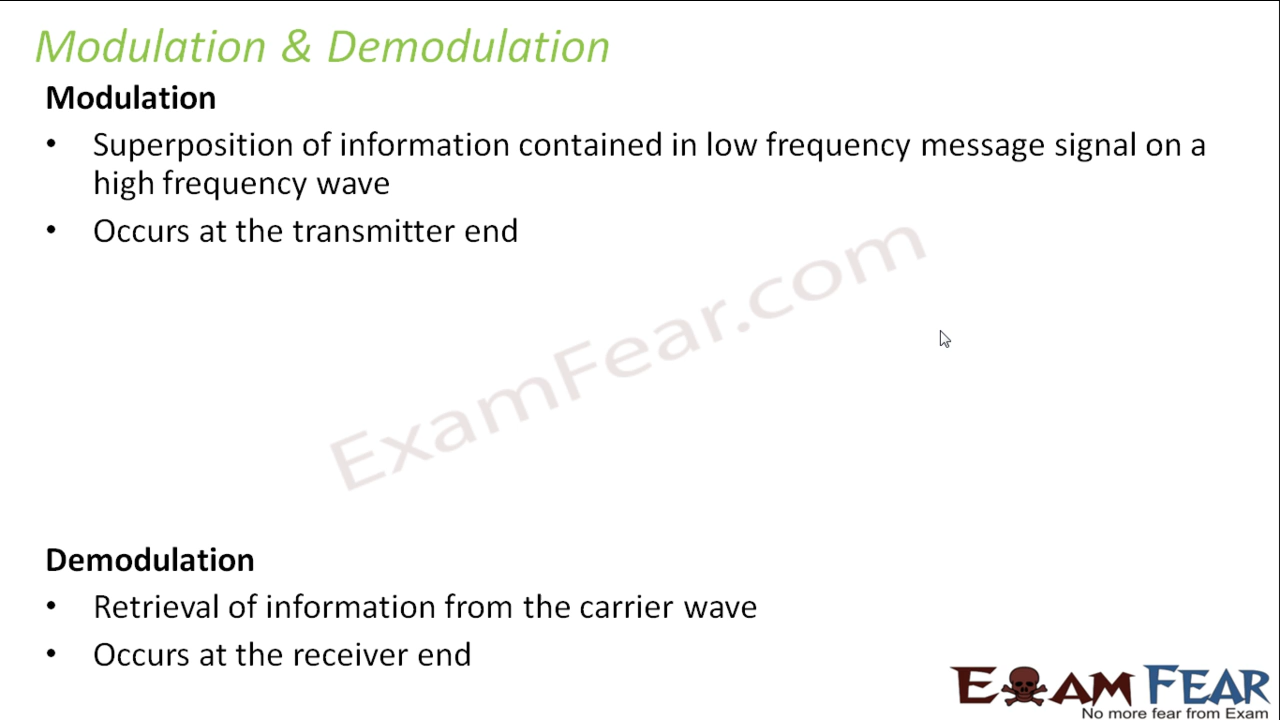 Modulation & Demodulation
Modulation
• Superposition of information contained in low frequency message signal on a
high frequency wave
• Occurs at the transmitter end
ExamFear.com
Demodulation
• Retrieval of information from the carrier wave
• Occurs at the receiver end
EXAM FEAR
No more fear from Exam